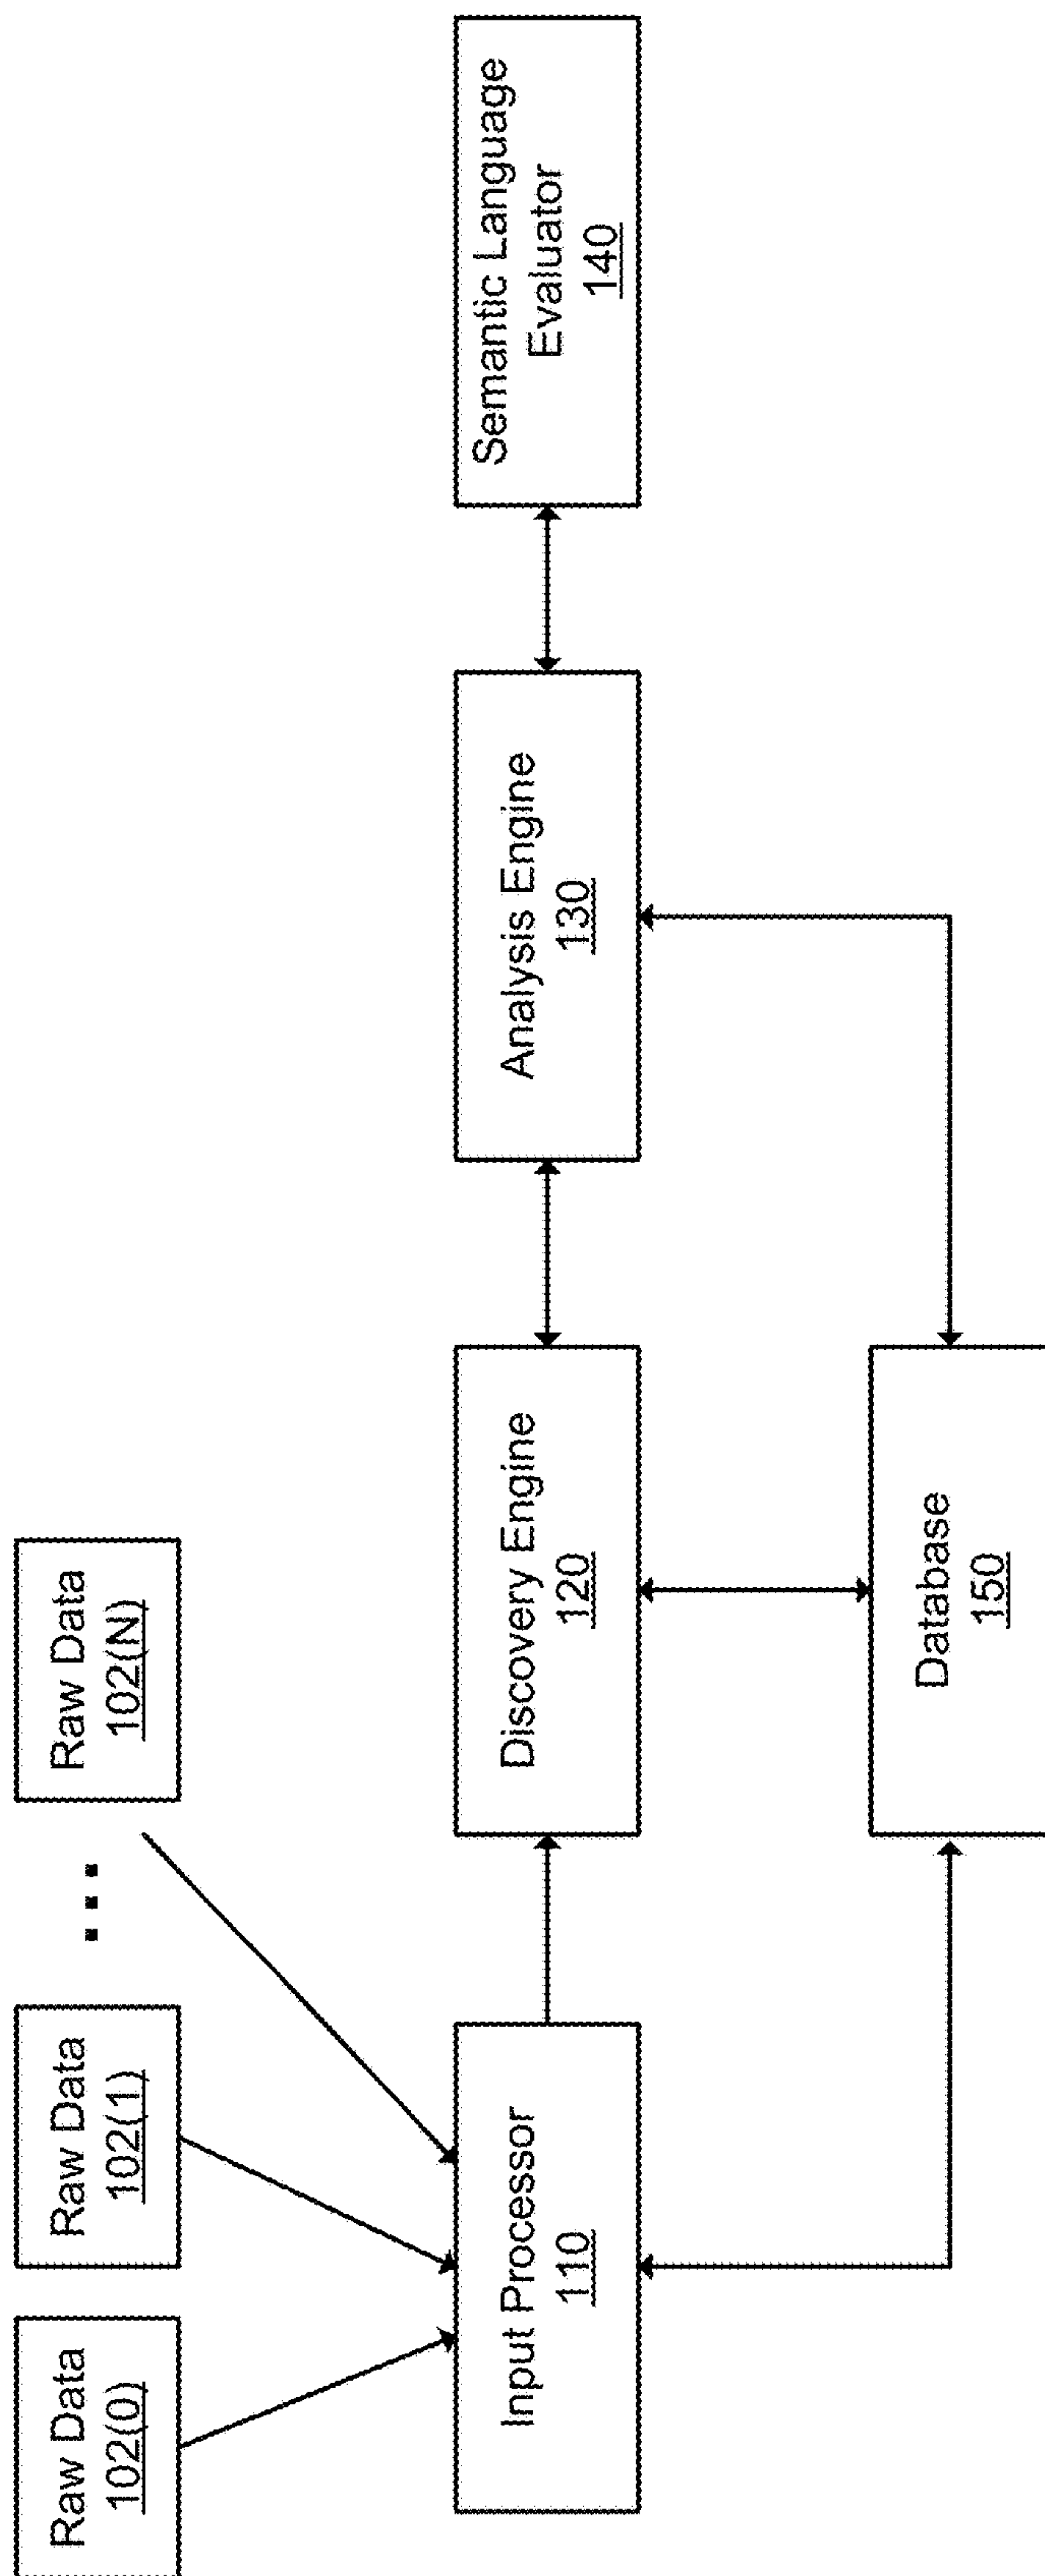 Raw Data
102(0)
Raw Data
102(1)
...
Raw Data
102(N)
Input Processor
110
Discovery Engine
120
Analysis Engine
130
Semantic Language
Evaluator
140
Database
150